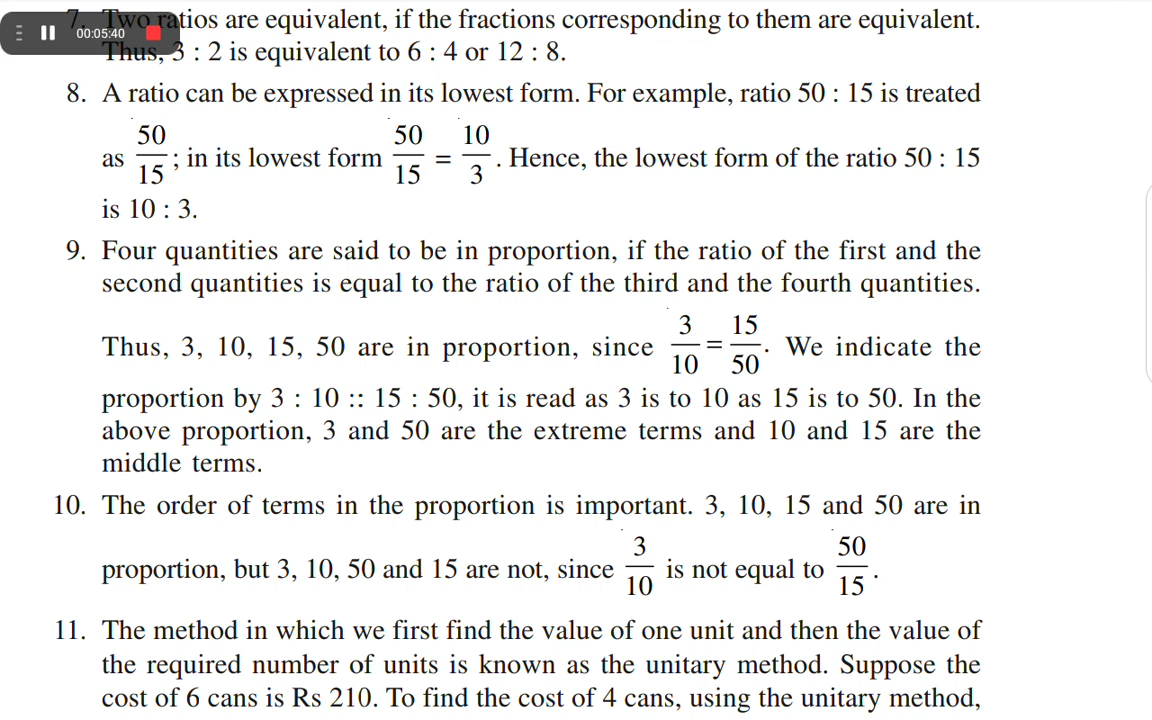 7. Two ratios are equivalent, if the fractions corresponding to them are equivalent.
00:05:40
Thus, 3 : 2 is equivalent to 6 : 4 or 12 : 8.
8. A ratio can be expressed in its lowest form. For example, ratio 50 : 15 is treated
as 50/15 ; in its lowest form 50/15 = 10/3 . Hence, the lowest form of the ratio 50 : 15
is 10 : 3.
9. Four quantities are said to be in proportion, if the ratio of the first and the
second quantities is equal to the ratio of the third and the fourth quantities.
Thus, 3, 10, 15, 50 are in proportion, since 3/10 = 15/50. We indicate the
proportion by 3 : 10 :: 15 : 50, it is read as 3 is to 10 as 15 is to 50. In the
above proportion, 3 and 50 are the extreme terms and 10 and 15 are the
middle terms.
10. The order of terms in the proportion is important. 3, 10, 15 and 50 are in
proportion, but 3, 10, 50 and 15 are not, since 3/10 is not equal to 50/15 .
11. The method in which we first find the value of one unit and then the value of
the required number of units is known as the unitary method. Suppose the
cost of 6 cans is Rs 210. To find the cost of 4 cans, using the unitary method,